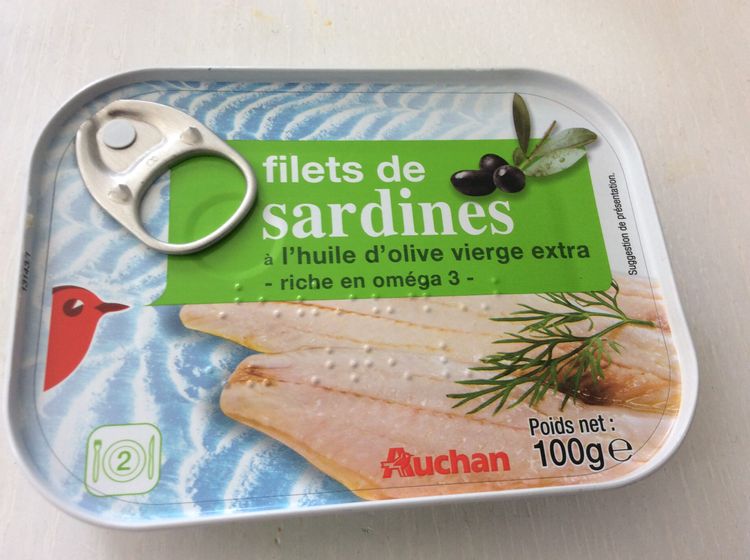 filets de
sardines
à l'huile d'olive vierge extra
- riche en oméga 3 -
Suggestion de présentation.
2
Auchan
Poids net :
100g℮